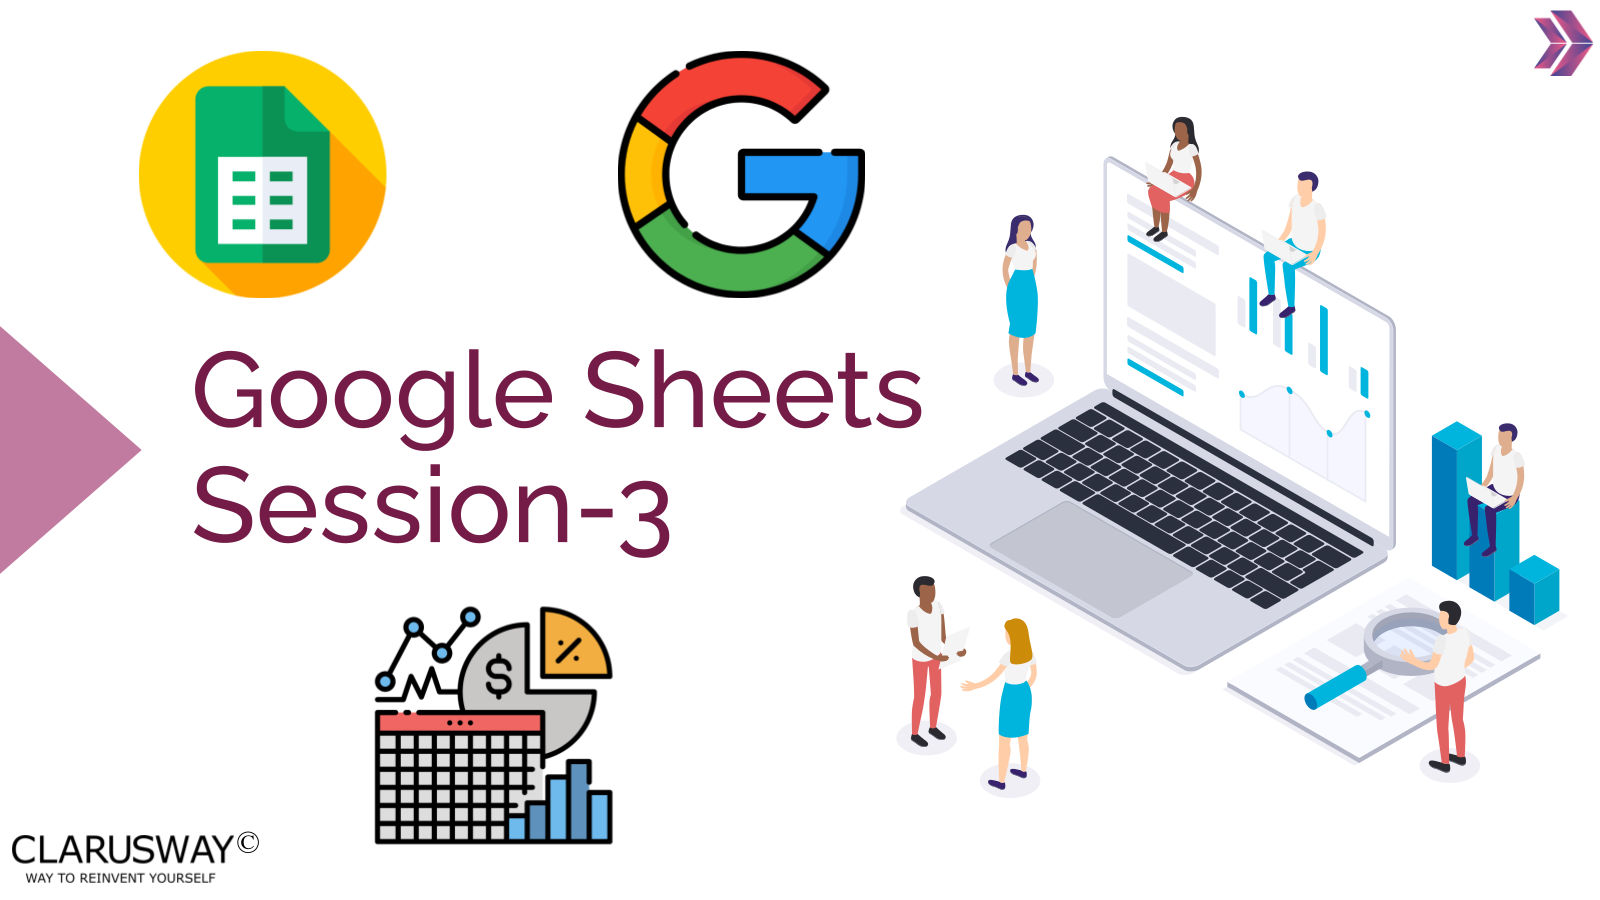 Google Sheets
Session-3
$
%
CLARUSWAY©
WAY TO REINVENT YOURSELF